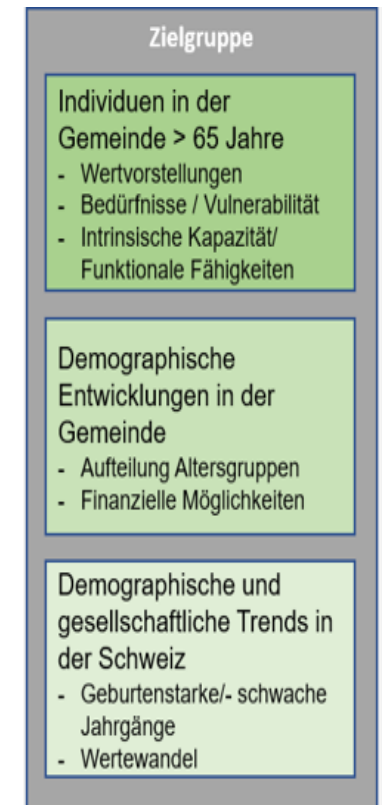 Zielgruppe
Individuen in der
Gemeinde > 65 Jahre
- Wertvorstellungen
- Bedürfnisse / Vulnerabilität
- Intrinsische Kapazität/
Funktionale Fähigkeiten
Demographische
Entwicklungen in der
Gemeinde
- Aufteilung Altersgruppen
- Finanzielle Möglichkeiten
Demographische und
gesellschaftliche Trends in
der Schweiz
- Geburtenstarke/- schwache
Jahrgänge
- Wertewandel